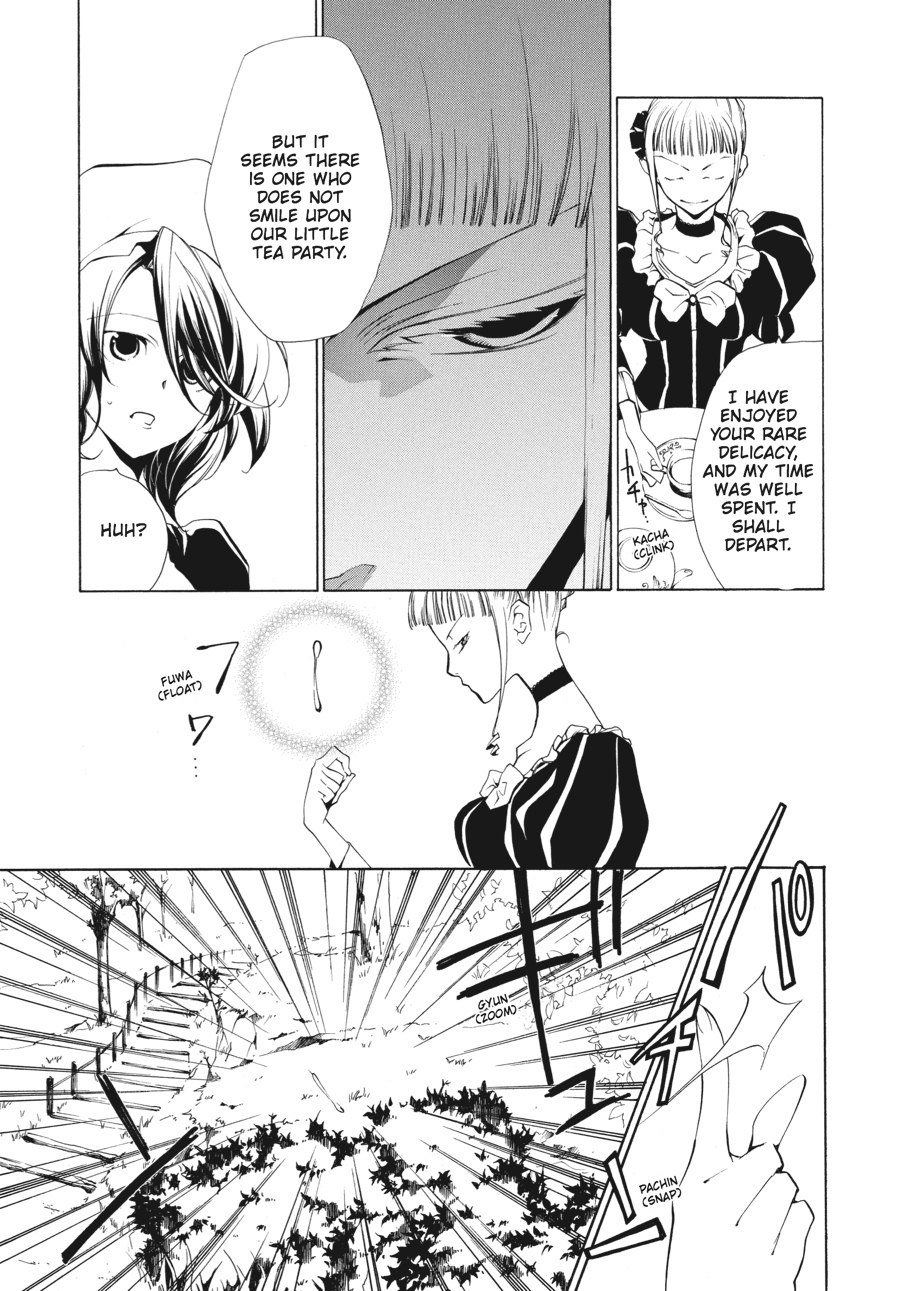 I HAVE
ENJOYED
YOUR RARE
DELICACY,
AND MY TIME
WAS WELL
SPENT. I
SHALL
DEPART.
カチャ…
KACHA
(CLINK)
BUT IT
SEEMS THERE
IS ONE WHO
DOES NOT
SMILE UPON
OUR LITTLE
TEA PARTY.
HUH?
フワ…
FUWA
(FLOAT)
パチン
PACHIN
(SNAP)
ギュン
GYUN
(ZOOM)